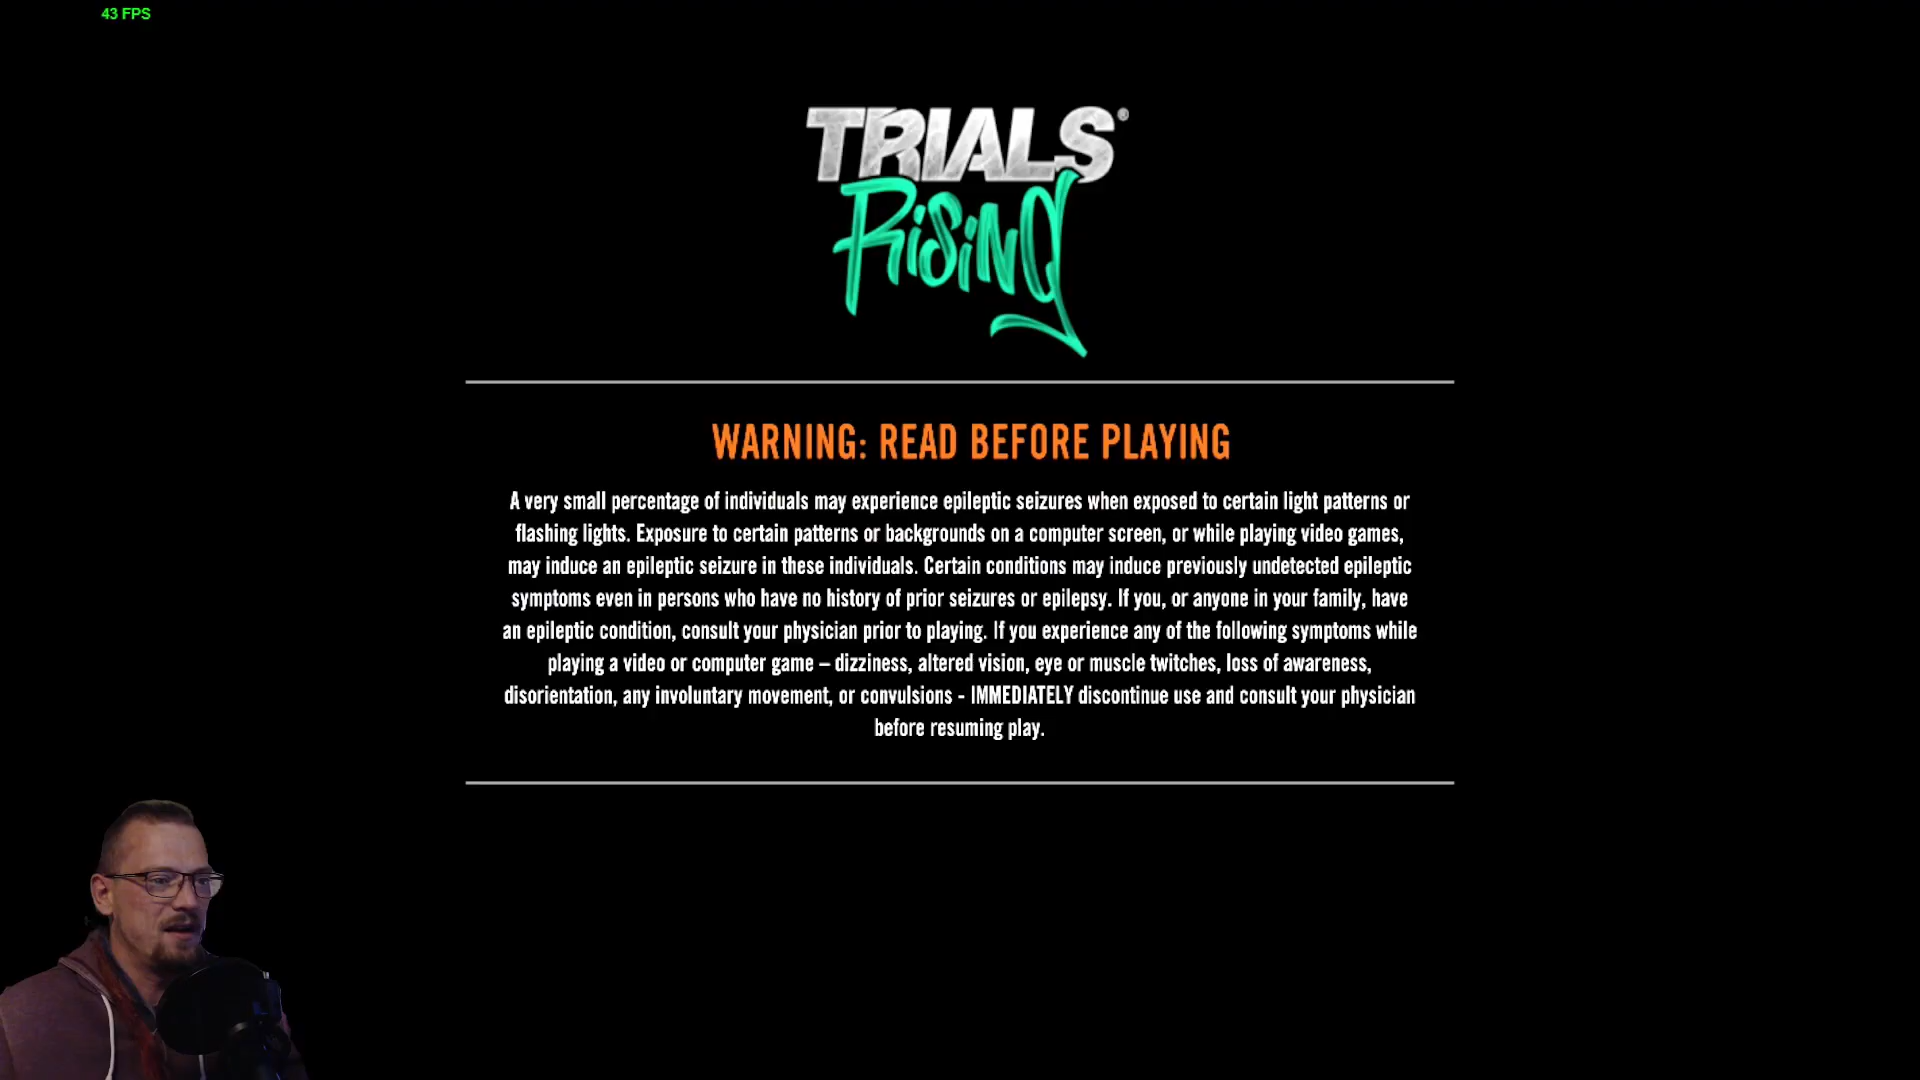 43 FPS
TRIALS®
Rising
WARNING: READ BEFORE PLAYING
A very small percentage of individuals may experience epileptic seizures when exposed to certain light patterns or
flashing lights. Exposure to certain patterns or backgrounds on a computer screen, or while playing video games,
may induce an epileptic seizure in these individuals. Certain conditions may induce previously undetected epileptic
symptoms even in persons who have no history of prior seizures or epilepsy. If you, or anyone in your family, have
an epileptic condition, consult your physician prior to playing. If you experience any of the following symptoms while
playing a video or computer game – dizziness, altered vision, eye or muscle twitches, loss of awareness,
disorientation, any involuntary movement, or convulsions - IMMEDIATELY discontinue use and consult your physician
before resuming play.